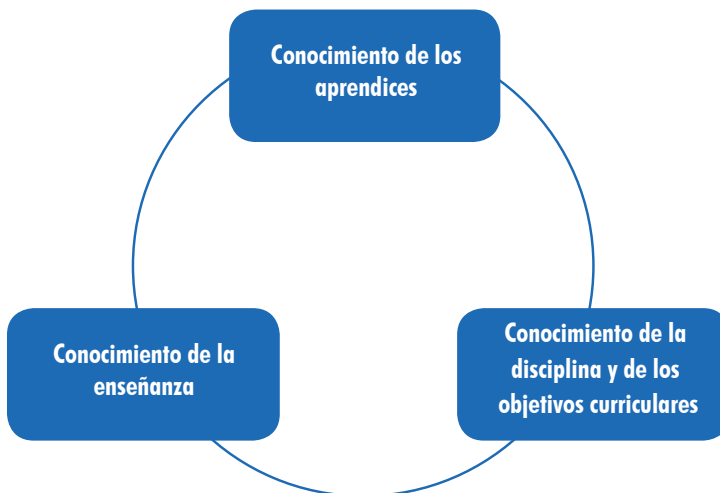 Conocimiento de los
aprendices
Conocimiento de la
enseñanza
Conocimiento de la
disciplina y de los
objetivos curriculares